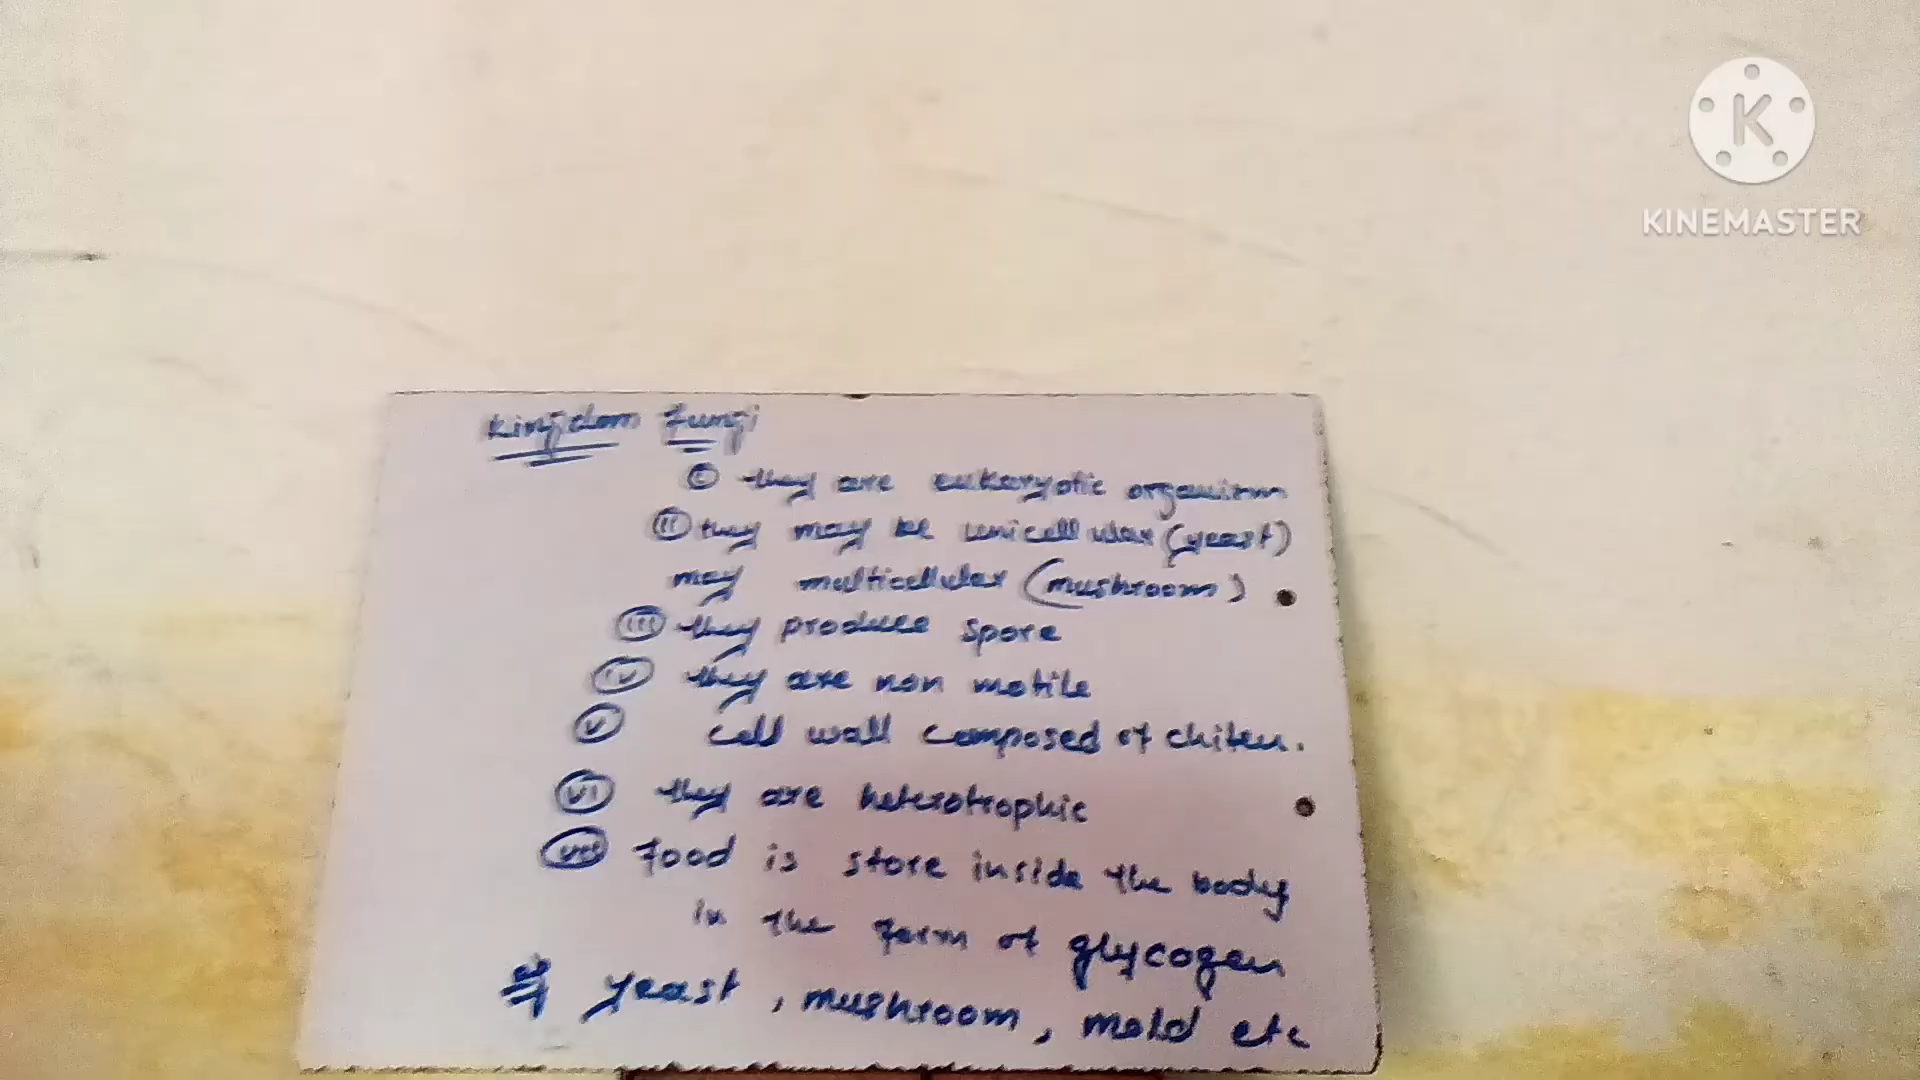 K
KINEMASTER
Kingdom Fungi
(i) they are eukaryotic organism
(ii) they may be unicellular (yeast)
may multicellular (mushroom)
(iii) they produce spore
(iv) they are non motile
(v) cell wall composed of chiten.
(vi) they are heterotrophic
(vii) Food is store inside the body
in the form of glycogen
eg yeast, mushroom, mold etc